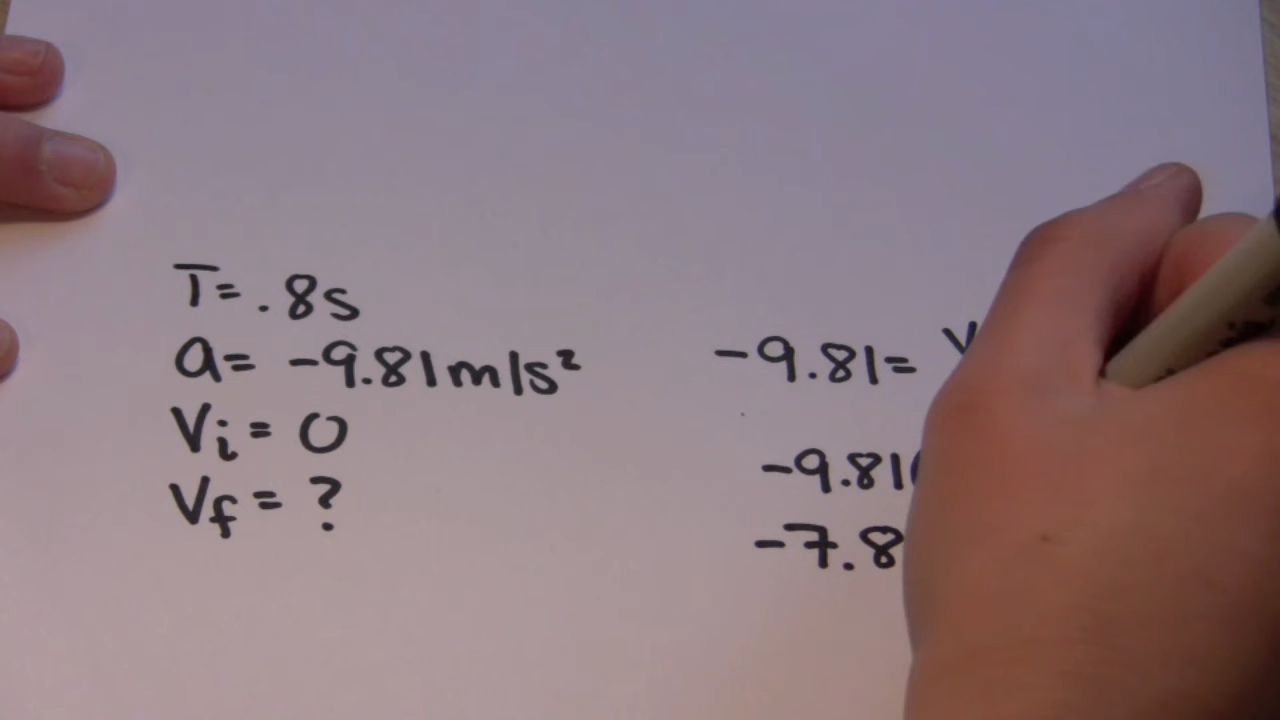 T= .8s
a= -9.81m/s²
Vi = 0
Vf = ?
-9.81= V
-9.81(
-7.8